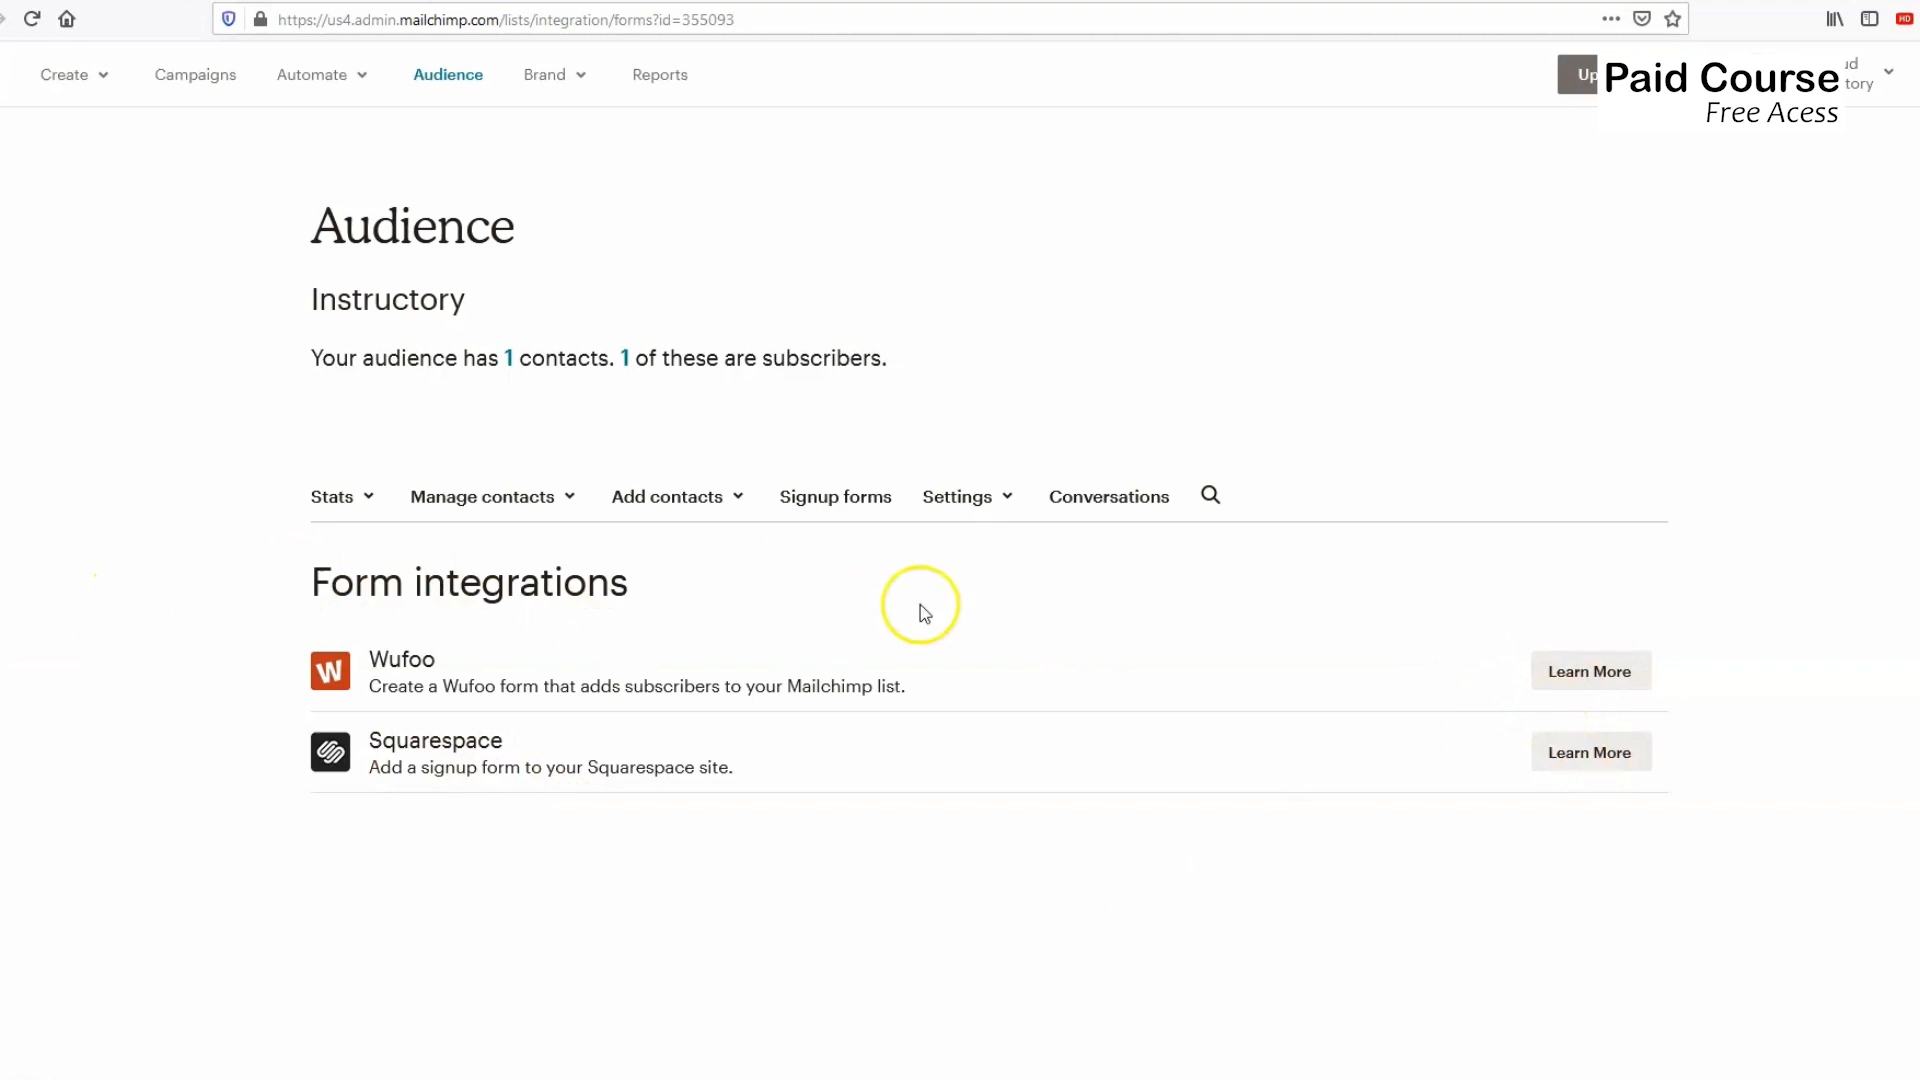 https://us4.admin.mailchimp.com/lists/integration/forms?id=355093
HD
Create Campaigns Automate Audience Brand Reports
Paid Course
Free Acess
Audience
Instructory
Your audience has 1 contacts. 1 of these are subscribers.
Stats Manage contacts Add contacts Signup forms Settings Conversations
Form integrations
W Wufoo
Create a Wufoo form that adds subscribers to your Mailchimp list.
Learn More
Squarespace
Add a signup form to your Squarespace site.
Learn More